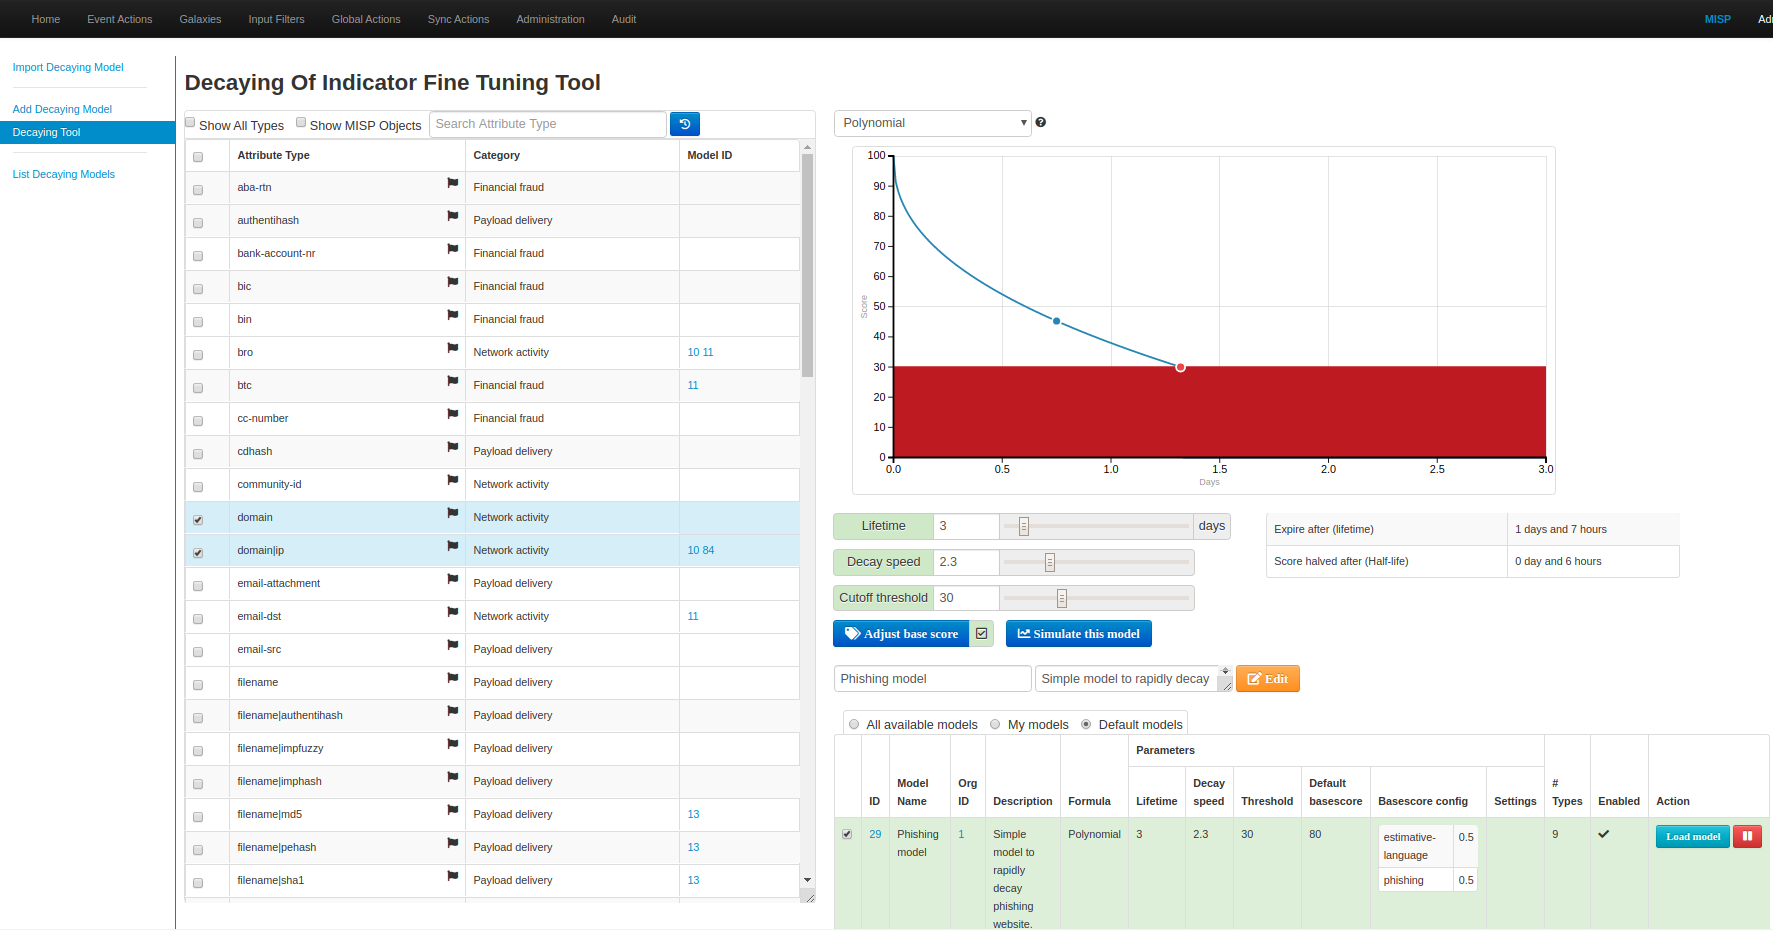 Home Event Actions Galaxies Input Filters Global Actions Sync Actions Administration Audit MISP
Import Decaying Model
Add Decaying Model
Decaying Tool
List Decaying Models
Decaying Of Indicator Fine Tuning Tool
Show All Types Show MISP Objects Search Attribute Type
Attribute Type Category Model ID
aba-rtn Financial fraud
authentihash Payload delivery
bank-account-nr Financial fraud
bic Financial fraud
bin Financial fraud
bro Network activity 10 11
btc Financial fraud 11
cc-number Financial fraud
cdhash Payload delivery
community-id Network activity
domain Network activity
domain|ip Network activity 10 84
email-attachment Payload delivery
email-dst Network activity 11
email-src Payload delivery
filename Payload delivery
filename|authentihash Payload delivery
filename|impfuzzy Payload delivery
filename|imphash Payload delivery
filename|md5 Payload delivery 13
filename|pehash Payload delivery 13
filename|sha1 Payload delivery 13
Polynomial
100
90
80
70
60
50
40
30
20
10
0
Score
0.0 0.5 1.0 1.5 2.0 2.5 3.0
Days
Lifetime 3 days
Decay speed 2.3
Cutoff threshold 30
Expire after (lifetime) 1 days and 7 hours
Score halved after (Half-life) 0 day and 6 hours
Adjust base score Simulate this model
Phishing model Simple model to rapidly decay Edit
All available models My models Default models
Parameters
ID Model Name Org ID Description Formula Lifetime Decay speed Threshold Default basescore Basescore config Settings # Types Enabled Action
29 Phishing model 1 Simple model to rapidly decay phishing website. Polynomial 3 2.3 30 80 estimative-language 0.5 phishing 0.5 9 Load model